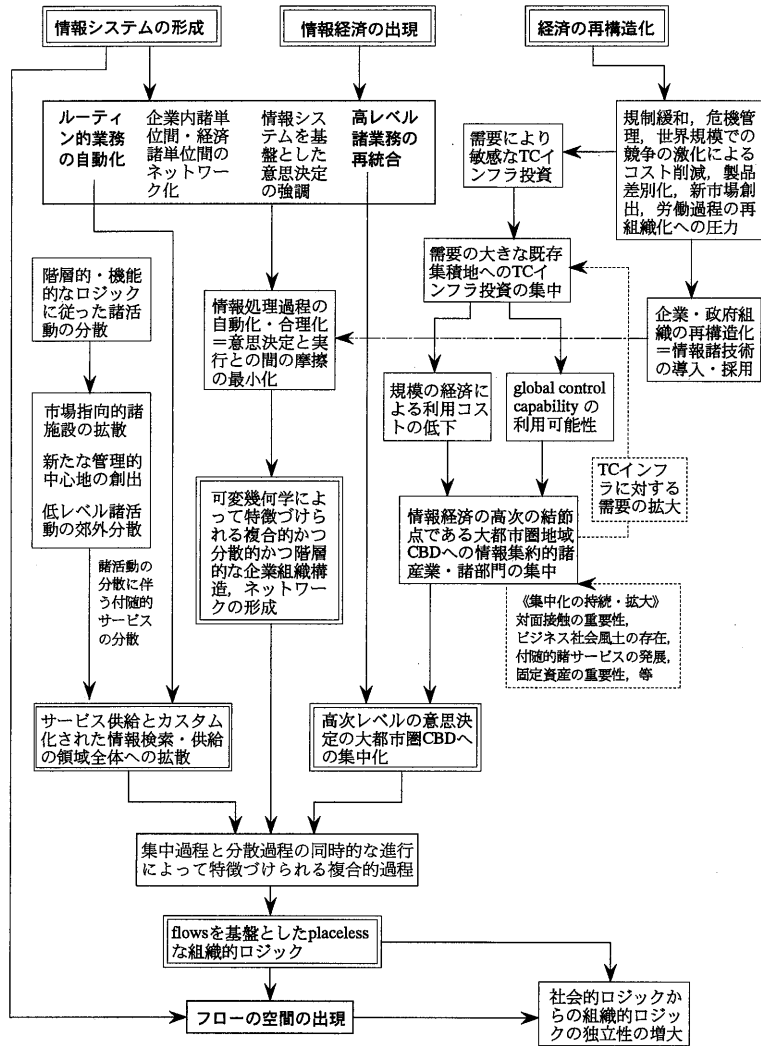 情報システムの形成
情報経済の出現
経済の再構造化
ルーティ
ン的業務
の自動化
企業内諸単
位間・経済
諸単位間の
ネットワー
ク化
情報シス
テムを基
盤とした
意思決定
の強調
高レベル
諸業務の
再統合
需要により
敏感なTCイ
ンフラ投資
規制緩和，危機管
理，世界規模での
競争の激化による
コスト削減，製品
差別化，新市場創
出，労働過程の再
組織化への圧力
階層的・機能
的なロジック
に従った諸活
動の分散
情報処理過程の
自動化・合理化
＝意思決定と実
行との間の摩擦
の最小化
需要の大きな既存
集積地へのTCイ
ンフラ投資の集中
企業・政府組
織の再構造化
＝情報諸技術
の導入・採用
市場指向的諸
施設の拡散
新たな管理的
中心地の創出
低レベル諸活
動の郊外分散
規模の経済に
よる利用コス
トの低下
global control
capability の
利用可能性
TCインフ
ラに対する
需要の拡大
可変幾何学によ
って特徴づけら
れる複合的かつ
分散的かつ階層
的な企業組織構
造，ネットワー
クの形成
情報経済の高次の結節
点である大都市圏地域
CBDへの情報集約的諸
産業・諸部門の集中
諸活動の
分散に伴
う付随的
サービス
の分散
《集中化の持続・拡大》
対面接触の重要性，
ビジネス社会風土の存在，
付随的諸サービスの発展，
固定資産の重要性，等
サービス供給とカスタム
化された情報検索・供給
の領域全体への拡散
高次レベルの意思決
定の大都市圏CBDへ
の集中化
集中過程と分散過程の同時的な進行
によって特徴づけられる複合的過程
flowsを基盤としたplaceless
な組織的ロジック
フローの空間の出現
社会的ロジックか
らの組織的ロジッ
クの独立性の増大